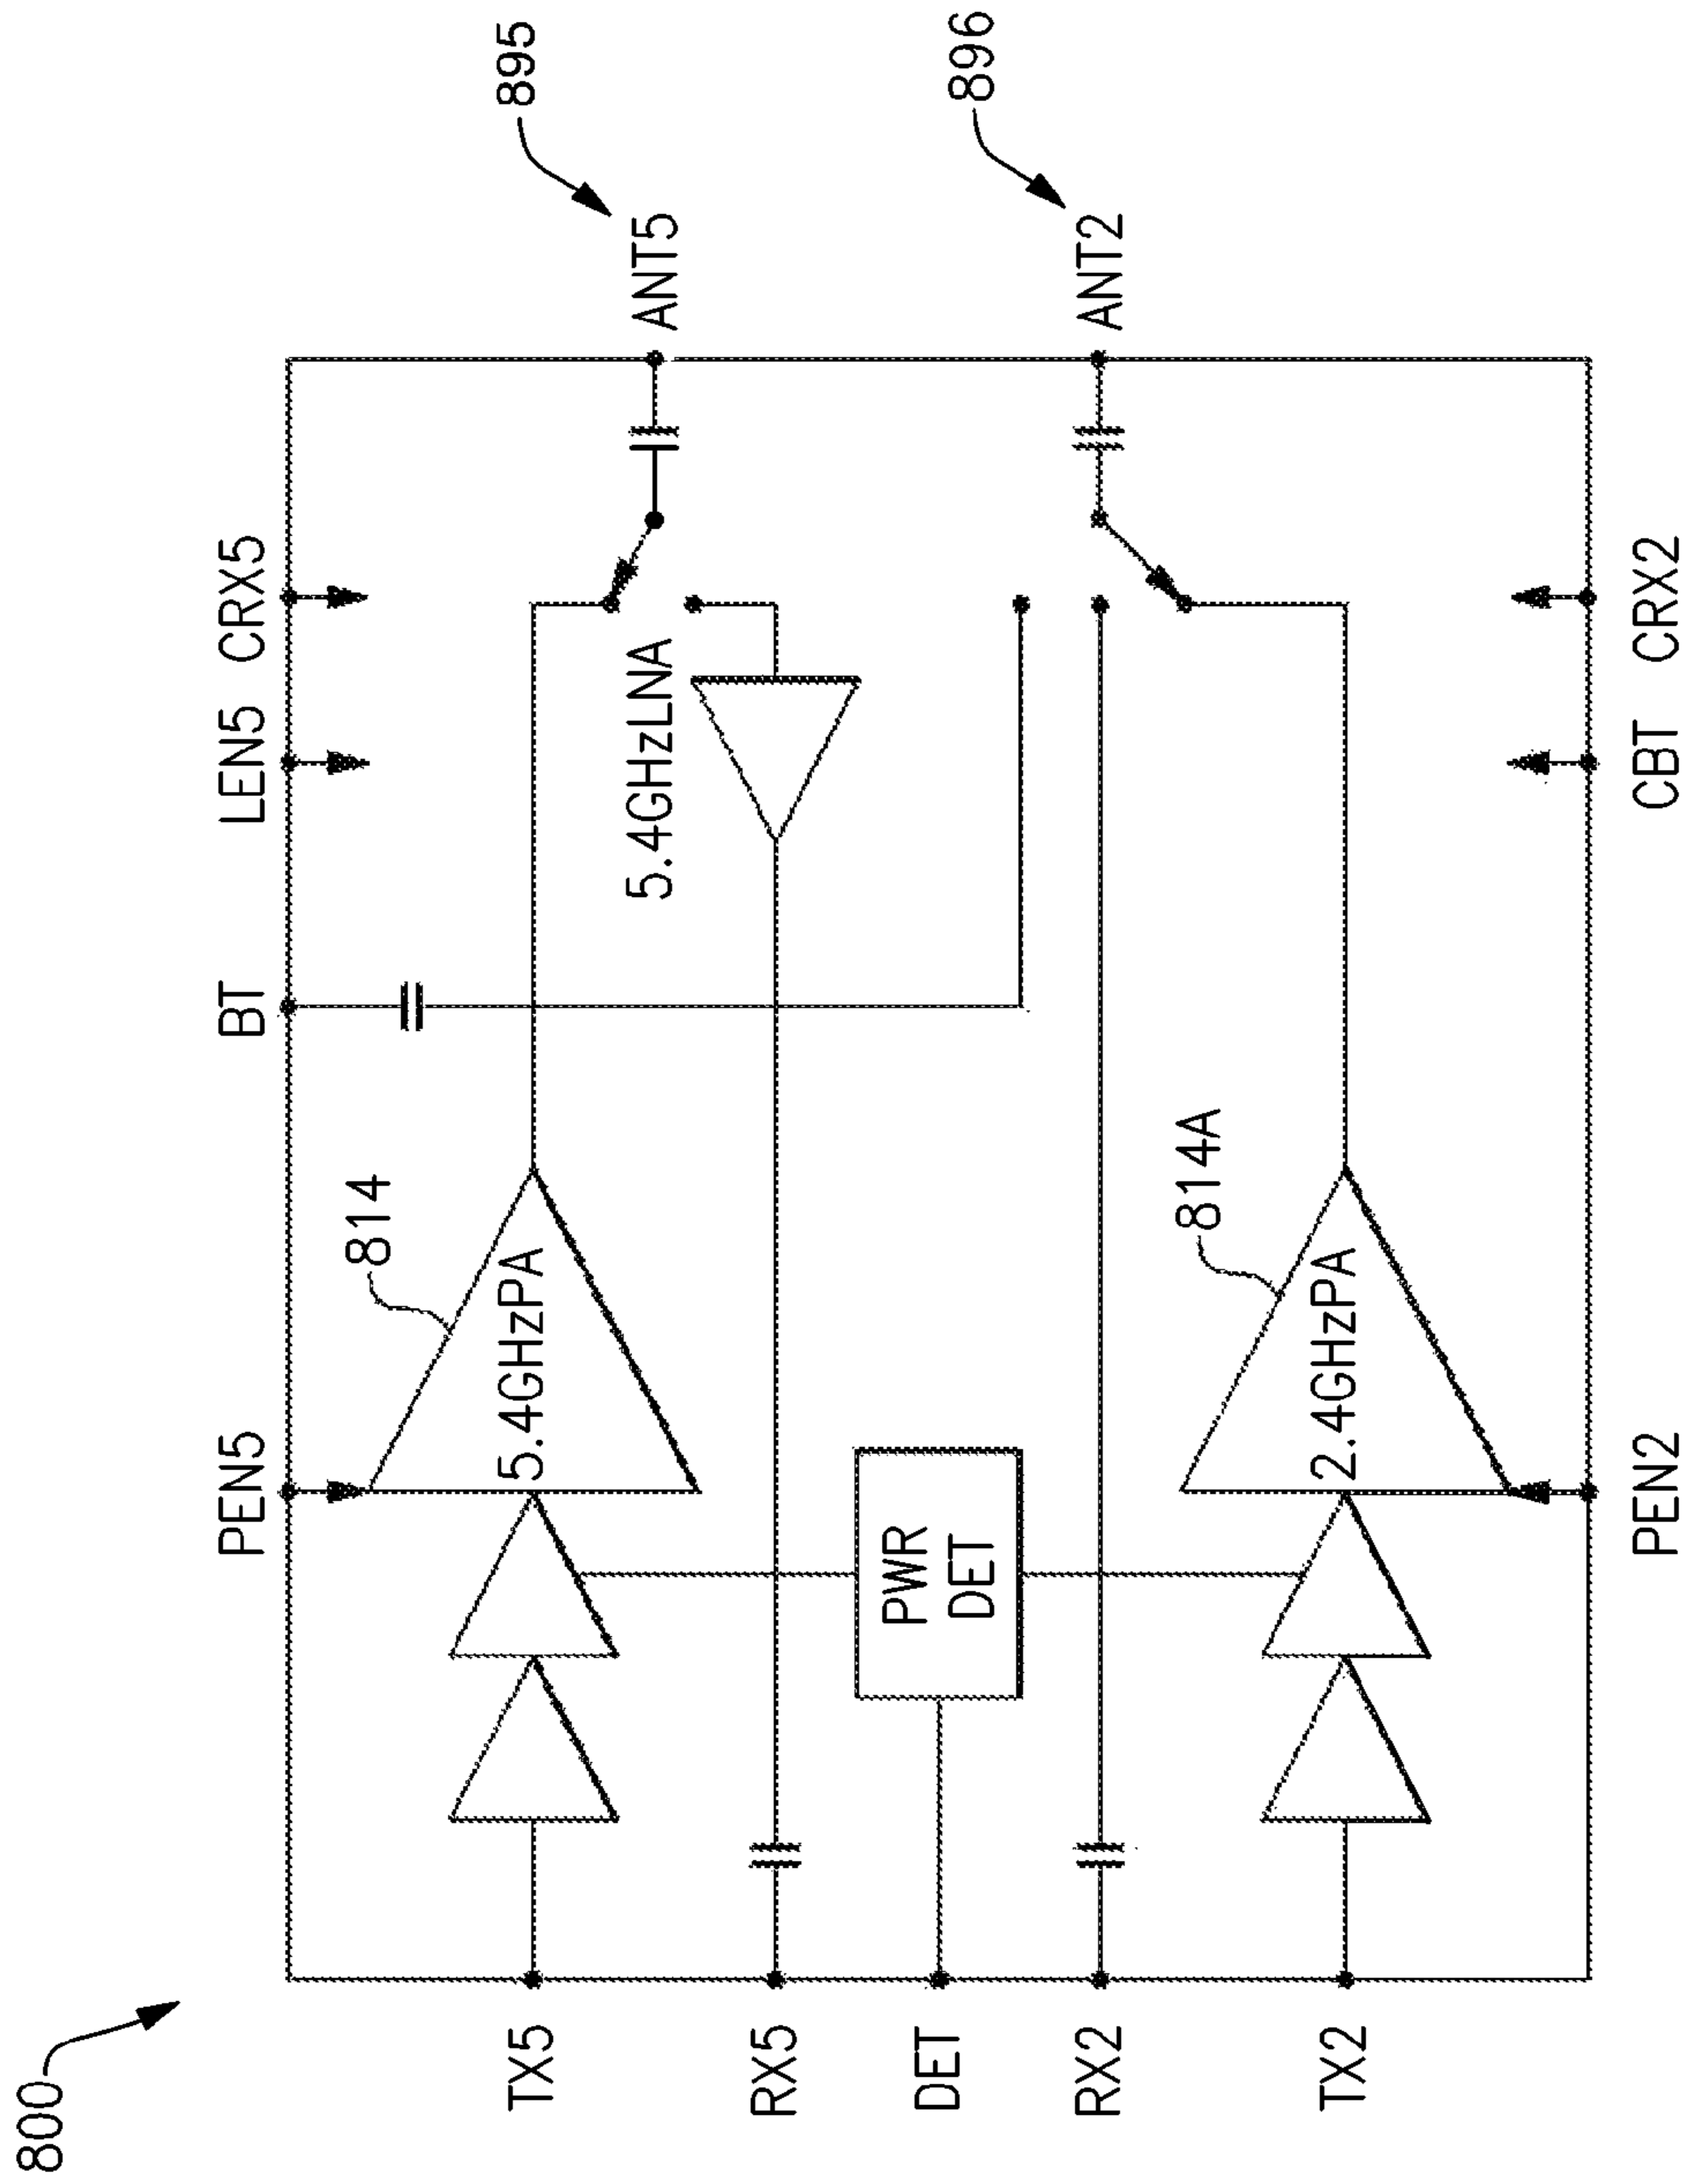 800
PEN5
BT
LEN5
CRX5
814
TX5
5.4GHzPA
895
ANT5
5.4GHzLNA
RX5
DET
PWR
DET
RX2
896
ANT2
814A
TX2
2.4GHzPA
PEN2
CBT
CRX2